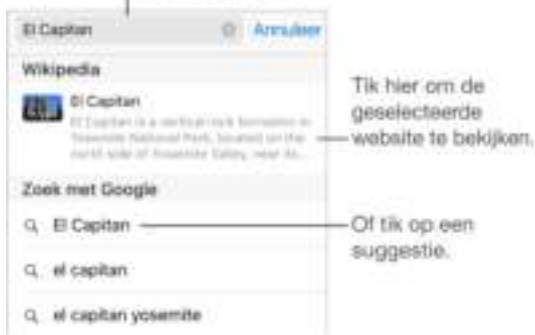 El Capitan Annuleer
Wikipedia
El Capitan
El Capitan is a vertical rock formation in
Yosemite National Park, located on the
north side of Yosemite Valley, near its...
Tik hier om de
geselecteerde
website te bekijken.
Zoek met Google
El Capitan
Of tik op een
suggestie.
el capitan
el capitan yosemite